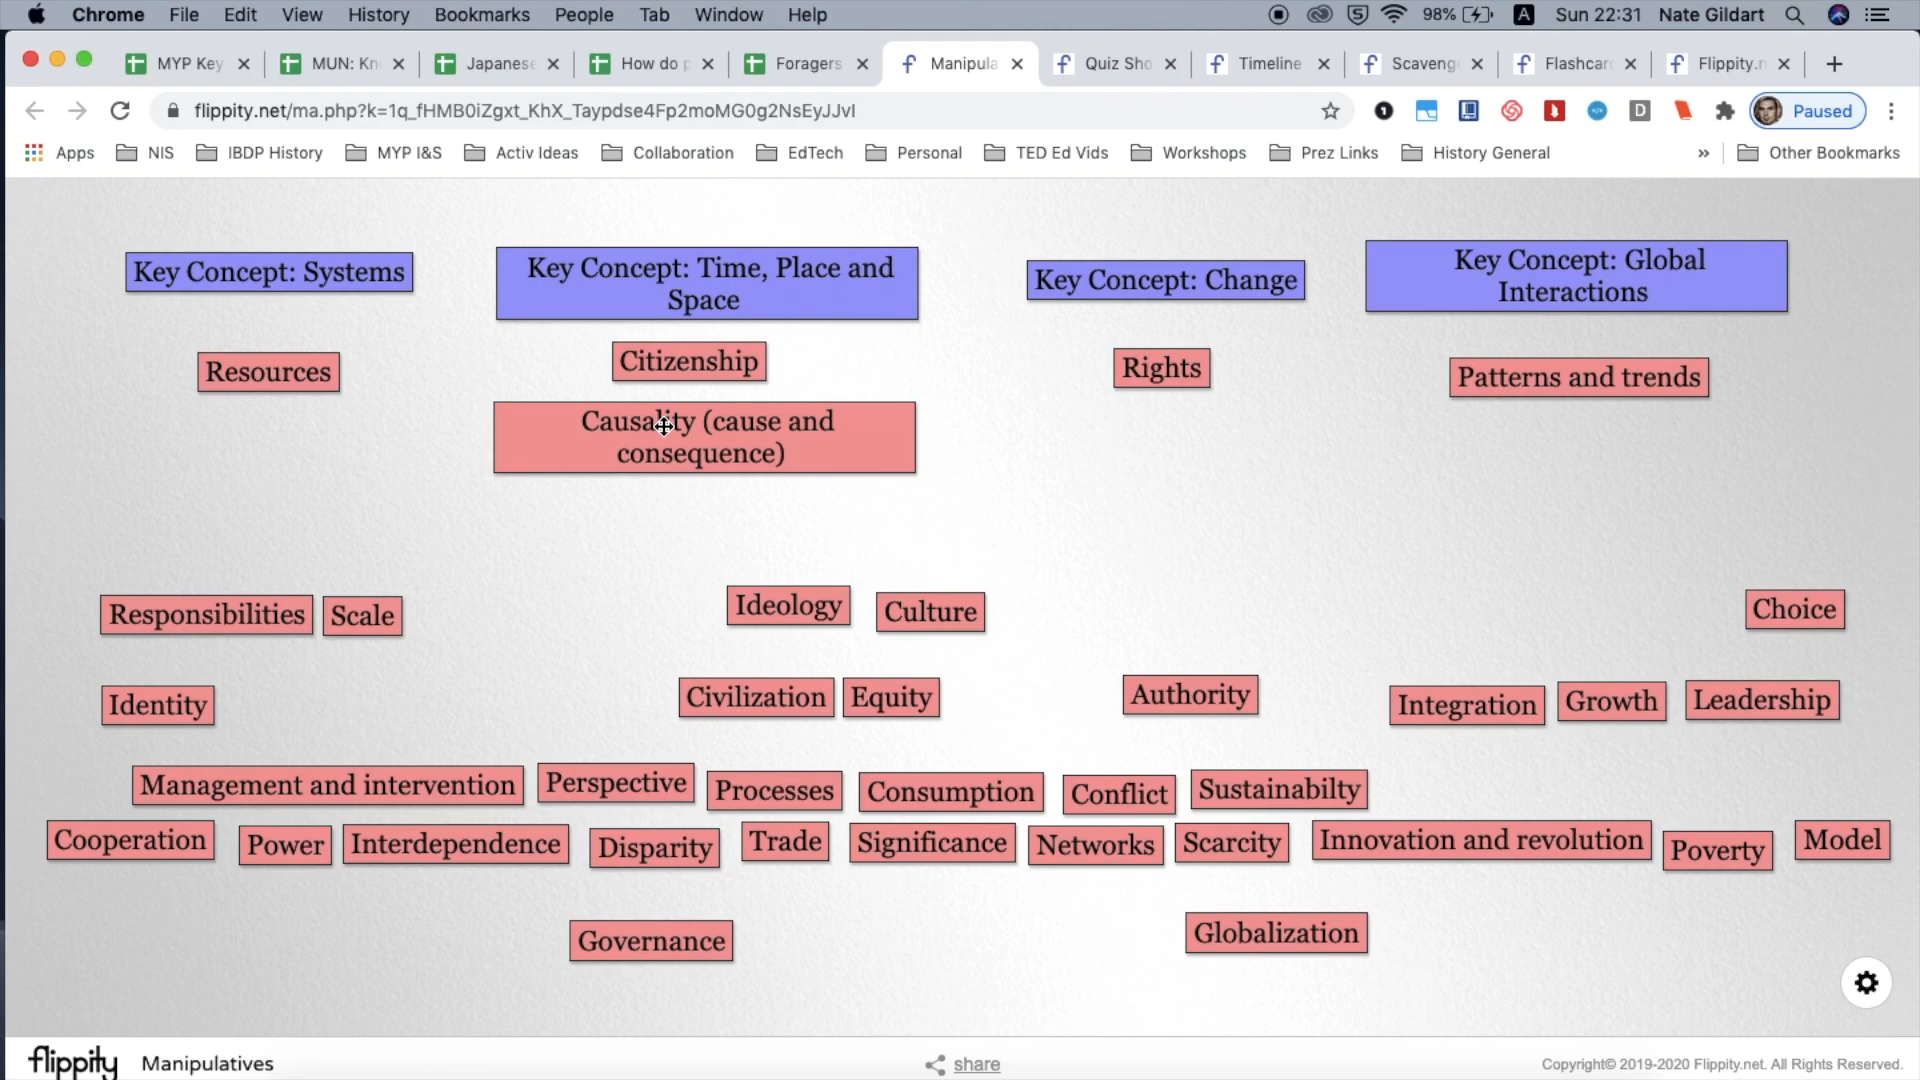 Chrome File Edit View History Bookmarks People Tab Window Help 98% A Sun 22:31 Nate Gildart
MYP Key MUN: Kn Japanese How do p Foragers Manipula Quiz Sho Timeline Scaveng Flashcar Flippity.n
flippity.net/ma.php?k=1q_fHMB0iZgxt_KhX_Taypdse4Fp2moMG0g2NsEyJJvI Paused
Apps NIS IBDP History MYP I&S Activ Ideas Collaboration EdTech Personal TED Ed Vids Workshops Prez Links History General » Other Bookmarks
Key Concept: Systems
Key Concept: Time, Place and
Space
Key Concept: Change
Key Concept: Global
Interactions
Resources
Citizenship
Rights
Patterns and trends
Causality (cause and
consequence)
Responsibilities Scale Ideology Culture Choice
Identity Civilization Equity Authority Integration Growth Leadership
Management and intervention Perspective Processes Consumption Conflict Sustainabilty
Cooperation Power Interdependence Disparity Trade Significance Networks Scarcity Innovation and revolution Poverty Model
Governance Globalization
flippity Manipulatives share Copyright© 2019-2020 Flippity.net. All Rights Reserved.